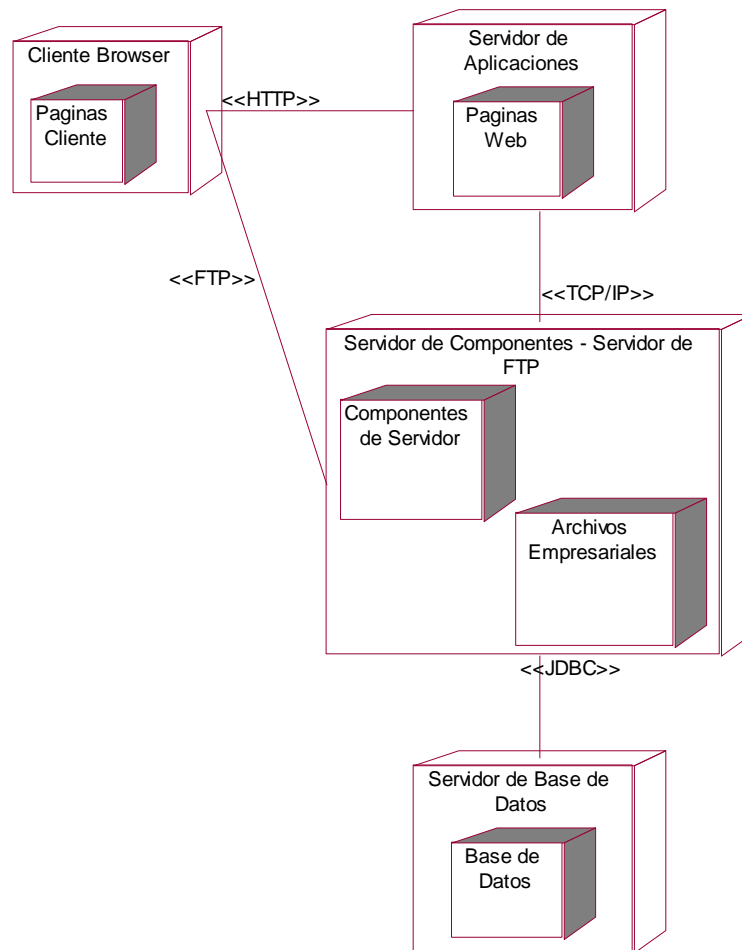 Cliente Browser
Paginas
Cliente
<<HTTP>>
Servidor de
Aplicaciones
Paginas
Web
<<FTP>>
<<TCP/IP>>
Servidor de Componentes - Servidor de
FTP
Componentes
de Servidor
Archivos
Empresariales
<<JDBC>>
Servidor de Base de
Datos
Base de
Datos